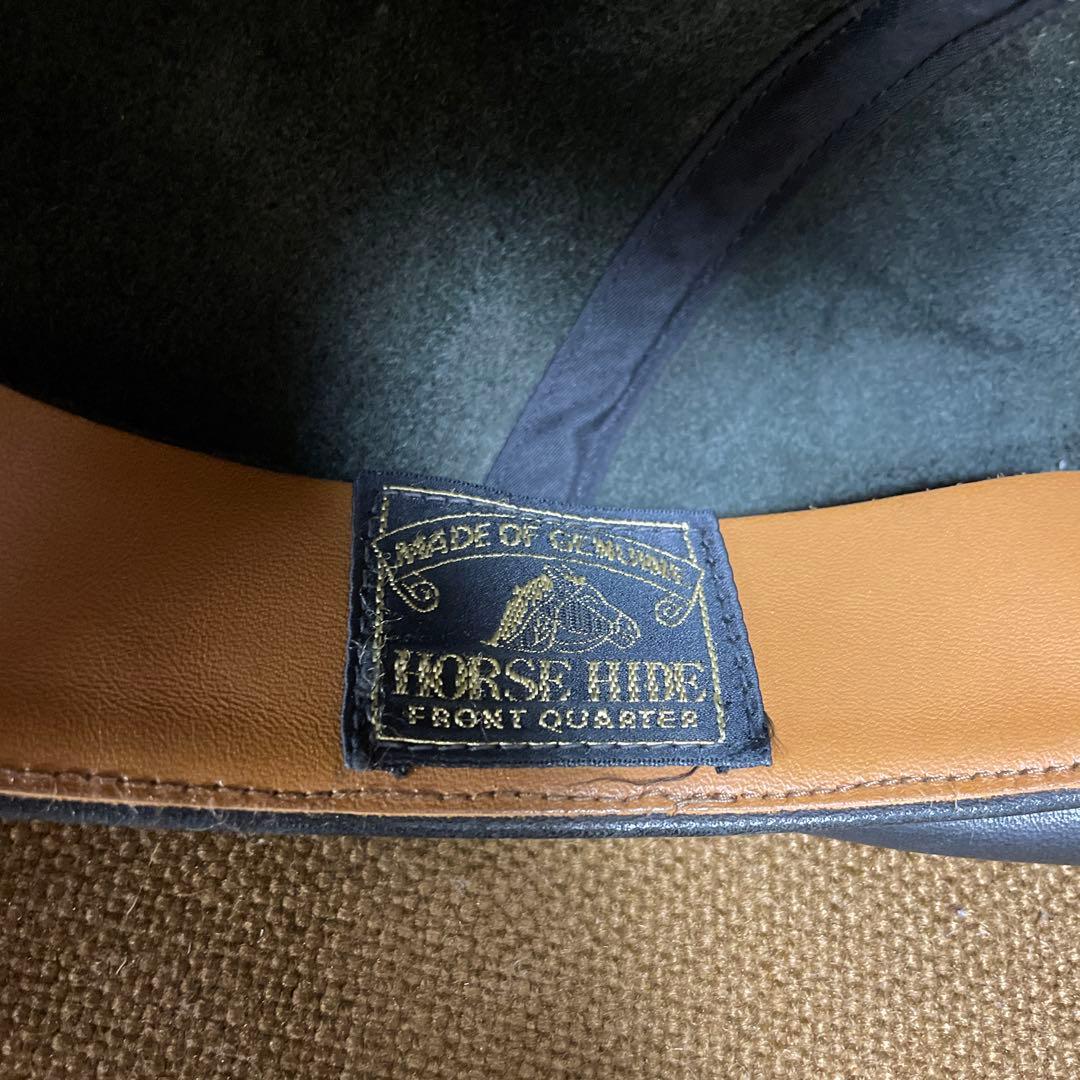 MADE OF GENUINE
HORSE HIDE
FRONT QUARTER